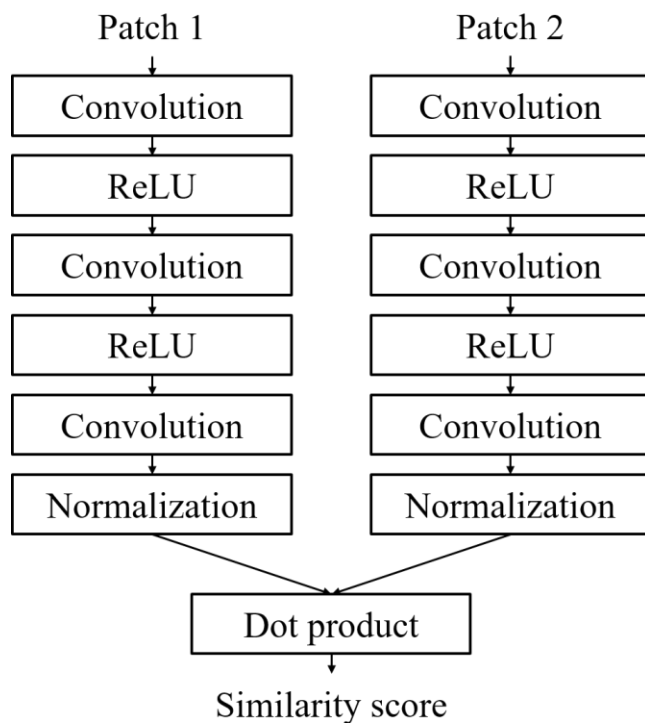 Patch 1
Patch 2
Convolution
Convolution
ReLU
ReLU
Convolution
Convolution
ReLU
ReLU
Convolution
Convolution
Normalization
Normalization
Dot product
Similarity score